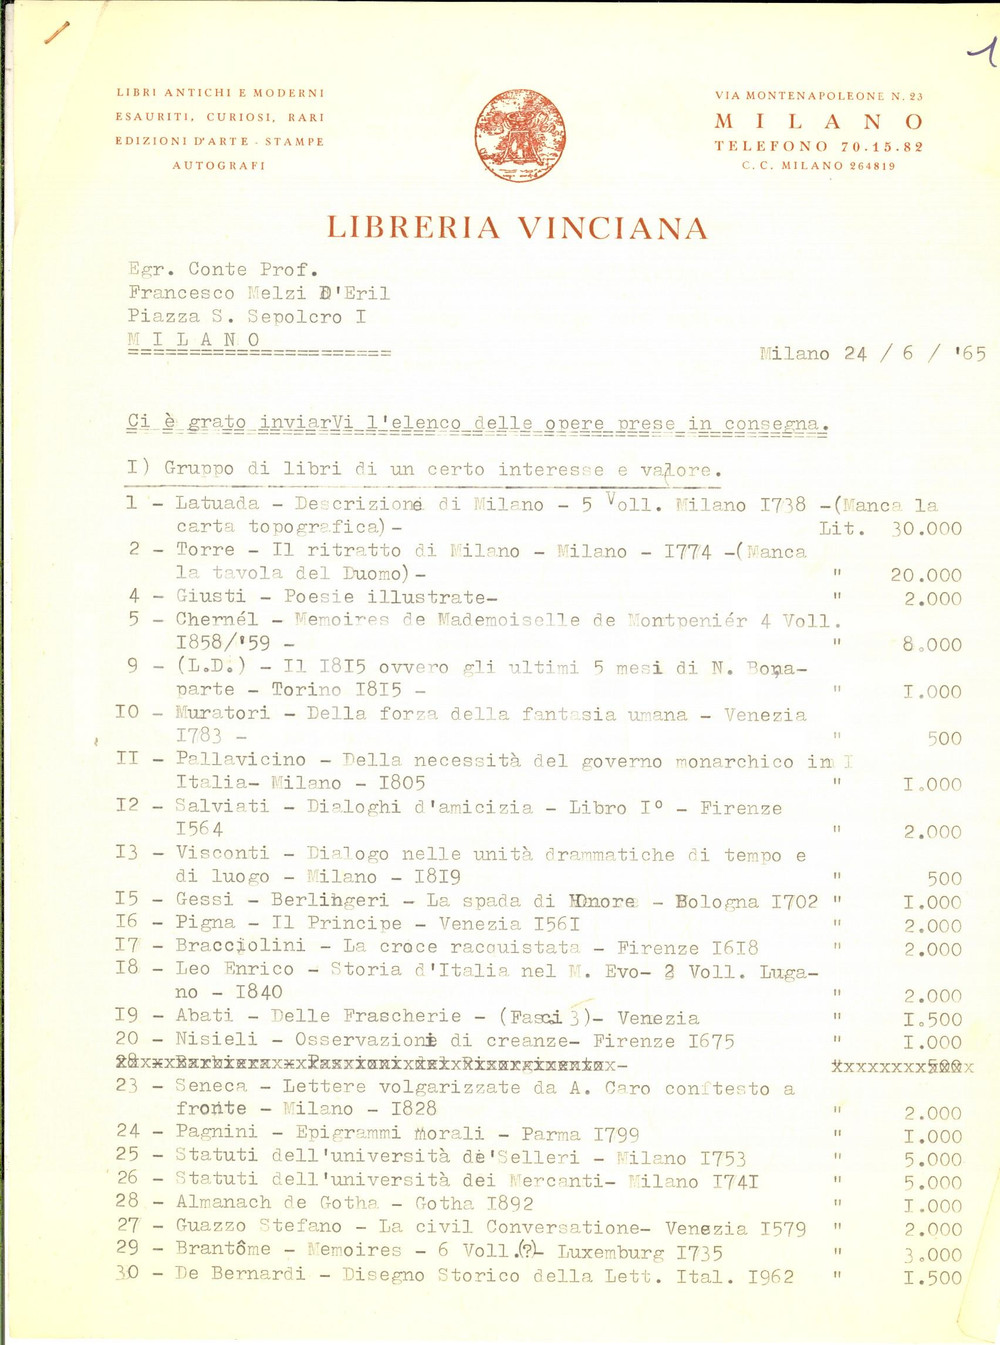 1
LIBRI ANTICHI E MODERNI
ESAURITI, CURIOSI, RARI
EDIZIONI D'ARTE - STAMPE
AUTOGRAFI
VIA MONTENAPOLEONE N. 23
MILANO
TELEFONO 70.15.82
C. C. MILANO 264819
LIBRERIA VINCIANA
Egr. Conte Prof.
Francesco Melzi D'Eril
Piazza S. Sepolcro I
M I L A N O
Milano 24 / 6 / '65
Ci è grato inviarVi l'elenco delle opere prese in consegna.
I) Gruppo di libri di un certo interesse e valore.
1 - Latuada - Descrizione di Milano - 5 Voll. Milano I738 -(Manca la
carta topografica)- Lit. 30.000
2 - Torre - Il ritratto di Milano - Milano - I774 -(Manca
la tavola del Duomo)- " 20.000
4 - Giusti - Poesie illustrate- " 2.000
5 - Chernél - Memoires de Mademoiselle de Montpeniér 4 Voll.
I858/'59 - " 8.000
9 - (L.D.) - Il I8I5 ovvero gli ultimi 5 mesi di N. Bona-
parte - Torino I8I5 - " I.000
IO - Muratori - Della forza della fantasia umana - Venezia
I783 - " 500
II - Pallavicino - Della necessità del governo monarchico in I
Italia- Milano - I805 " I.000
I2 - Salviati - Dialoghi d'amicizia - Libro I° - Firenze
I564 " 2.000
I3 - Visconti - Dialogo nelle unità drammatiche di tempo e
di luogo - Milano - I8I9 " 500
I5 - Gessi - Berlingeri - La spada di Honore - Bologna I702 " I.000
I6 - Pigna - Il Principe - Venezia I56I " 2.000
I7 - Bracciolini - La croce racquistata - Firenze I6I8 " 2.000
I8 - Leo Enrico - Storia d'Italia nel M. Evo- 2 Voll. Luga-
no - I840 " 2.000
I9 - Abati - Delle Frascherie - (Fasci 3)- Venezia " I.500
20 - Nisieli - Osservazioni di creanze- Firenze I675 " I.000
23 - Seneca - Lettere volgarizzate da A. Caro con testo a
fronte - Milano - I828 " 2.000
24 - Pagnini - Epigrammi morali - Parma I799 " I.000
25 - Statuti dell'università de'Selleri - Milano I753 " 5.000
26 - Statuti dell'università dei Mercanti- Milano I74I " 5.000
28 - Almanach de Gotha - Gotha I892 " I.000
27 - Guazzo Stefano - La civil Conversatione- Venezia I579 " 2.000
29 - Brantôme - Memoires - 6 Voll.(?)- Luxemburg I735 " 3.000
30 - De Bernardi - Disegno Storico della Lett. Ital. I962 " I.500